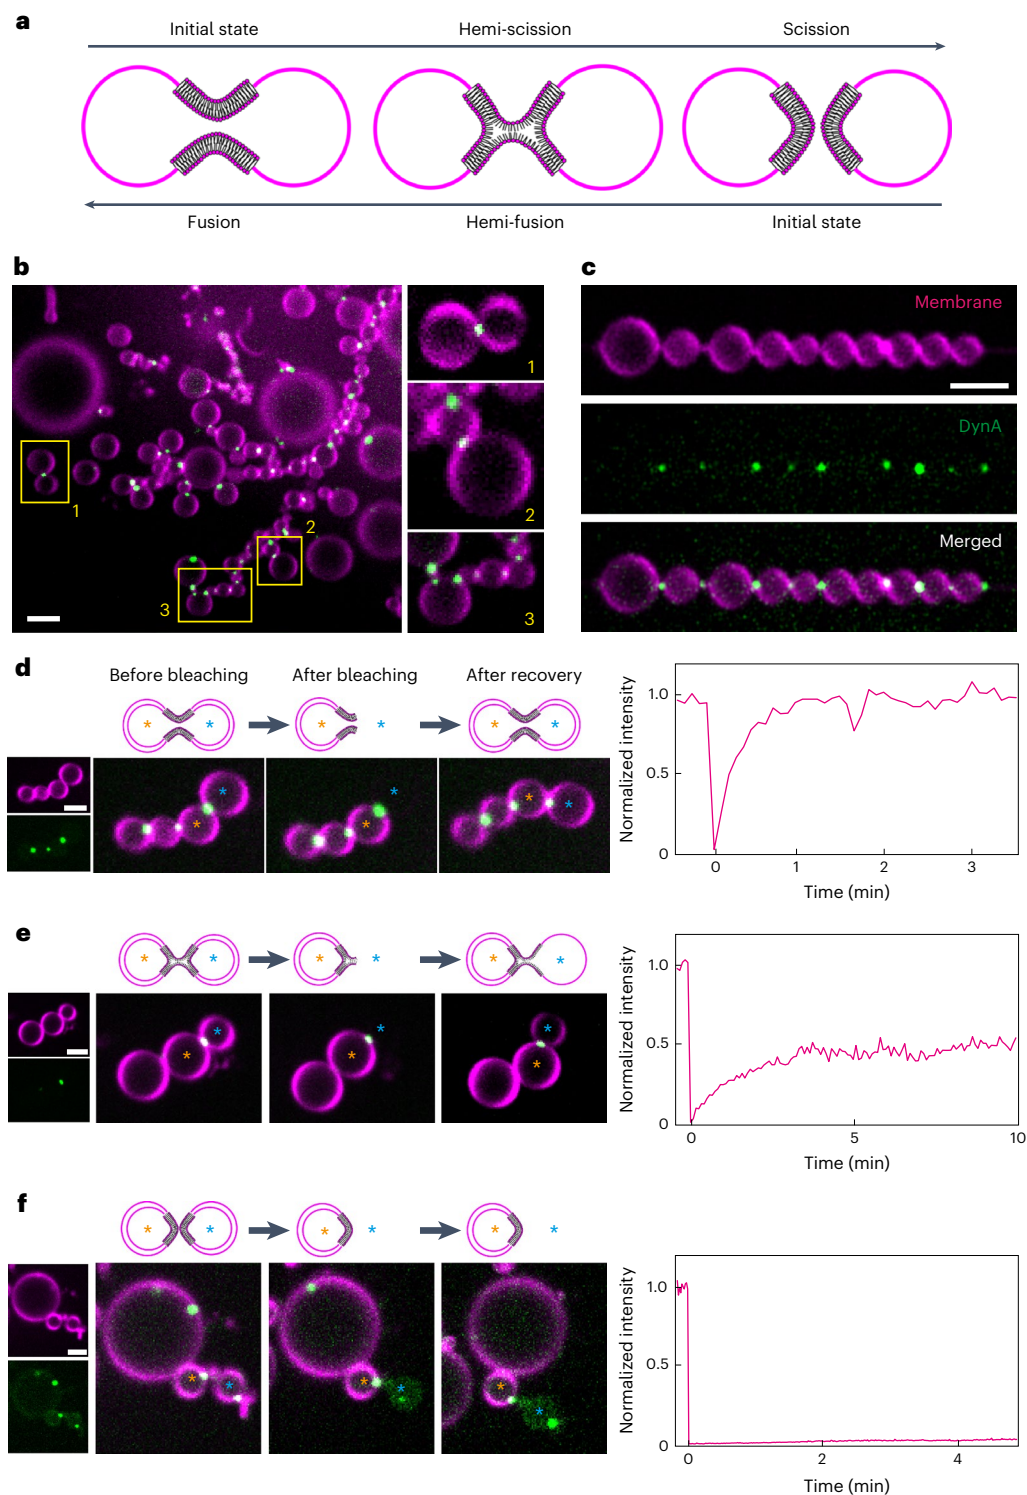 a
Initial state
Hemi-scission
Scission
Fusion
Hemi-fusion
Initial state
b
1
2
3
1
2
3
c
Membrane
DynA
Merged
d
Before bleaching
After bleaching
After recovery
* * * * * *
* * * * *
Normalized intensity
1.0
0.5
0
0 1 2 3
Time (min)
e
* * * * * *
* * * * * *
Normalized intensity
1.0
0.5
0
0 5 10
Time (min)
f
* * * * * *
* * * * * *
Normalized intensity
1.0
0.5
0
0 2 4
Time (min)